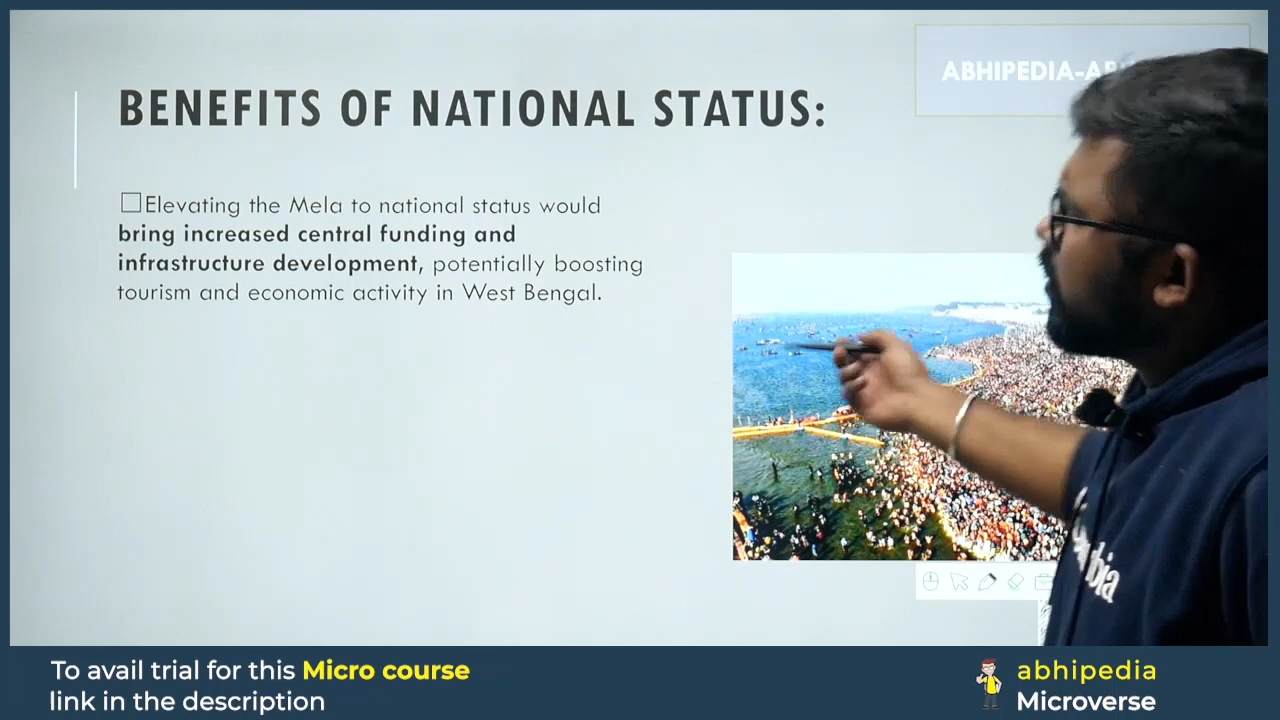 ABHIPEDIA-AB
BENEFITS OF NATIONAL STATUS:
Elevating the Mela to national status would
bring increased central funding and
infrastructure development, potentially boosting
tourism and economic activity in West Bengal.
To avail trial for this Micro course
link in the description
abhipedia
Microverse